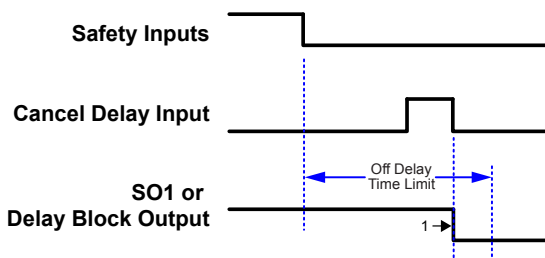 Safety Inputs
Cancel Delay Input
Off Delay
Time Limit
SO1 or
Delay Block Output
1